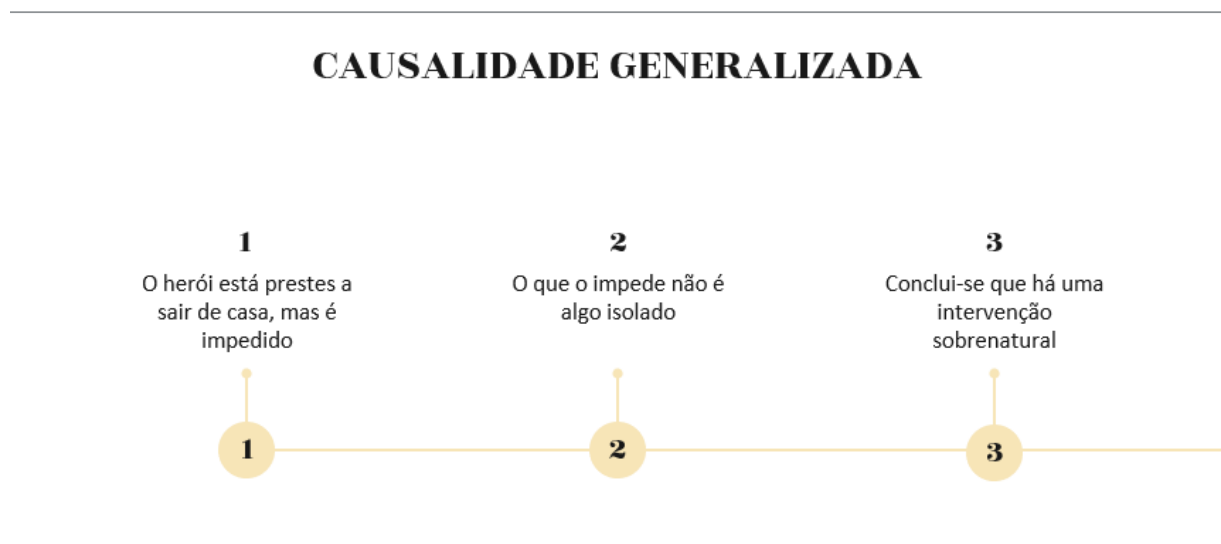 CAUSALIDADE GENERALIZADA
1
O herói está prestes a
sair de casa, mas é
impedido
2
O que o impede não é
algo isolado
3
Conclui-se que há uma
intervenção
sobrenatural
1
2
3